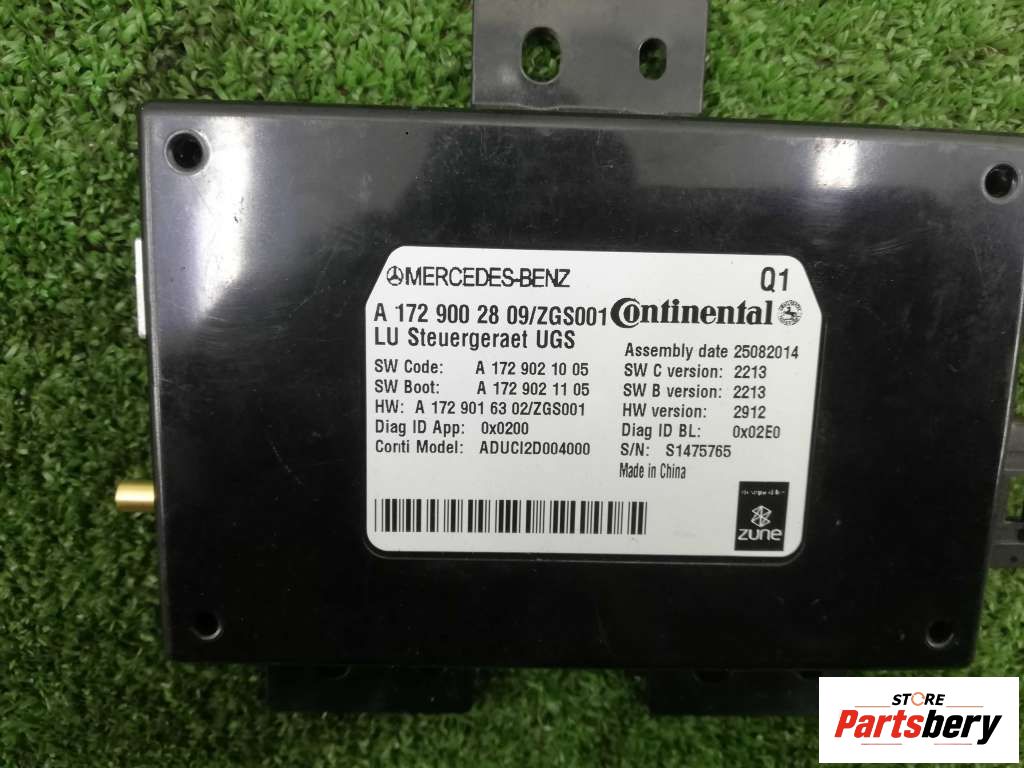 MERCEDES-BENZ Q1
A 172 900 28 09/ZGS001 Continental
LU Steuergeraet UGS
Assembly date 25082014
SW Code: A 172 902 10 05 SW C version: 2213
SW Boot: A 172 902 11 05 SW B version: 2213
HW: A 172 901 63 02/ZGS001 HW version: 2912
Diag ID App: 0x0200 Diag ID BL: 0x02E0
Conti Model: ADUCI2D004000 S/N: S1475765
Made in China
zune
STORE
Partsbery